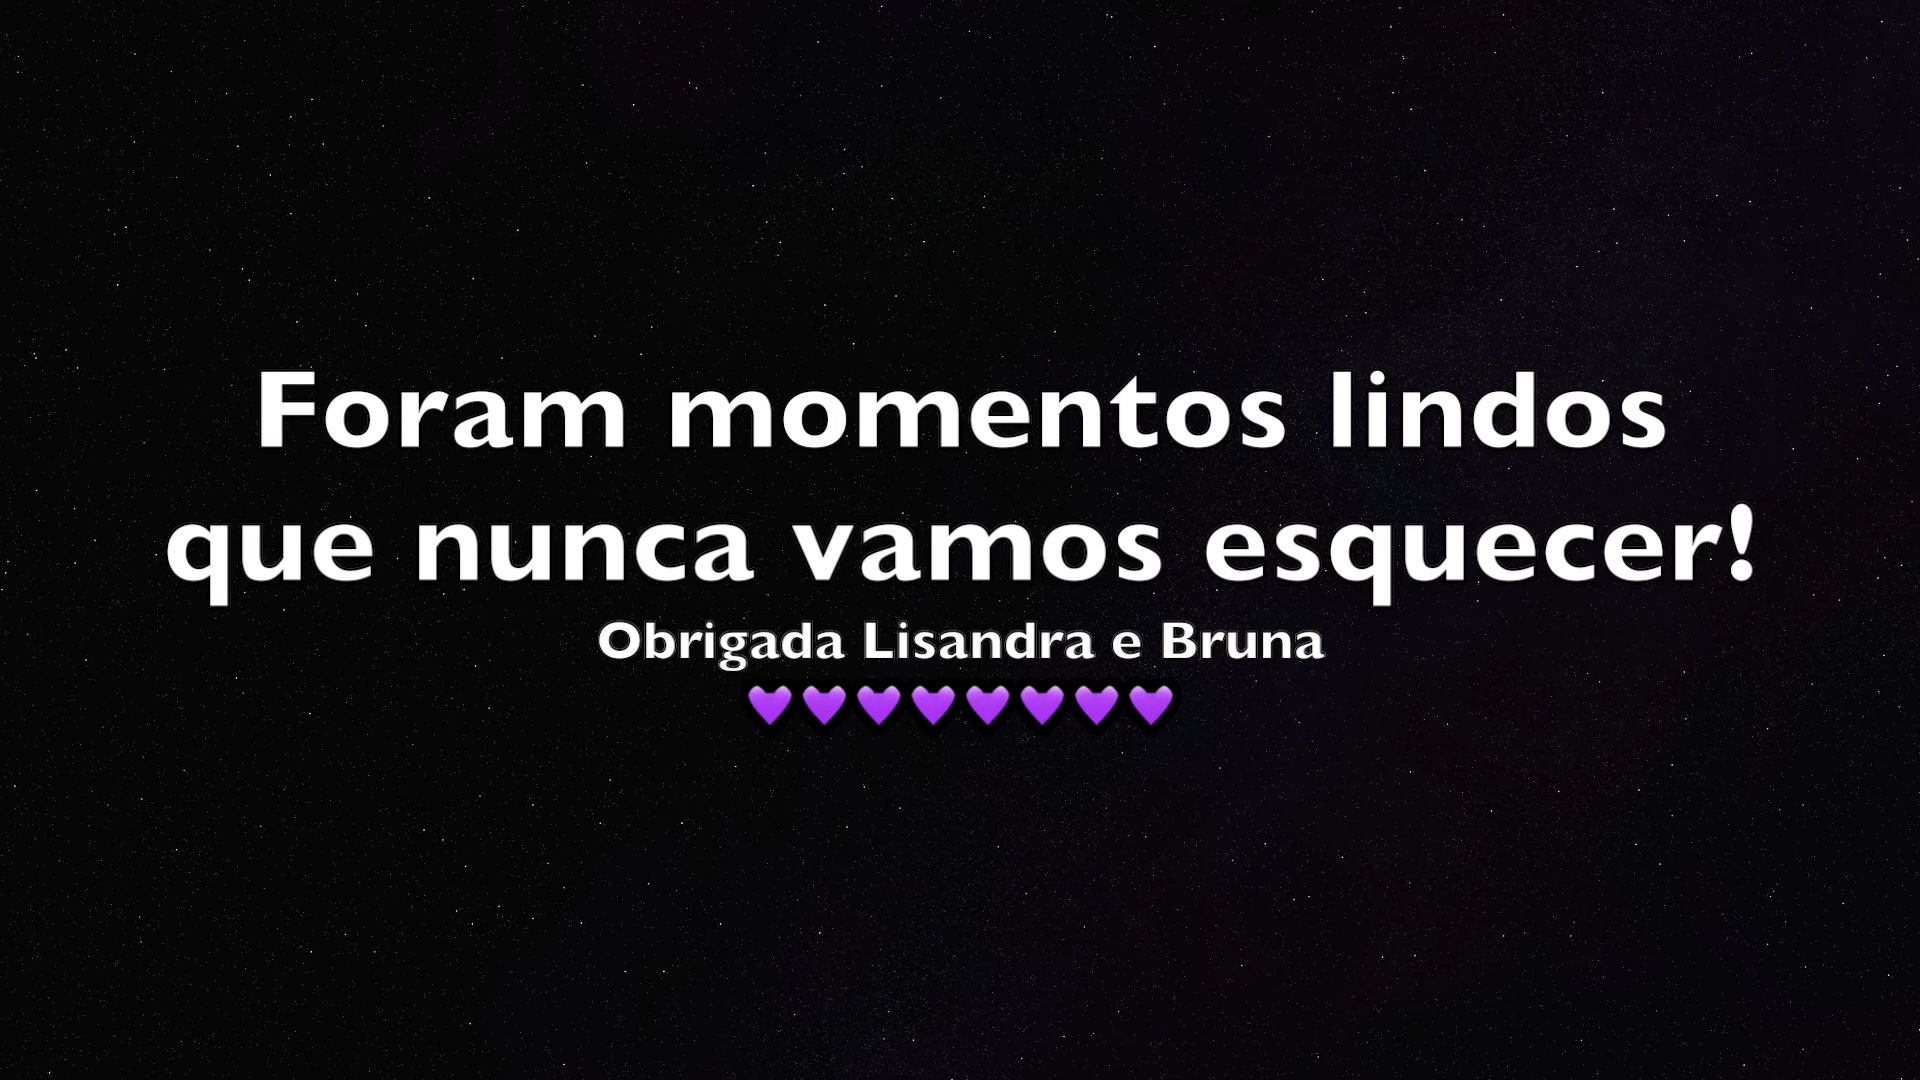 Foram momentos lindos
que nunca vamos esquecer!
Obrigada Lisandra e Bruna
💜💜💜💜💜💜💜💜